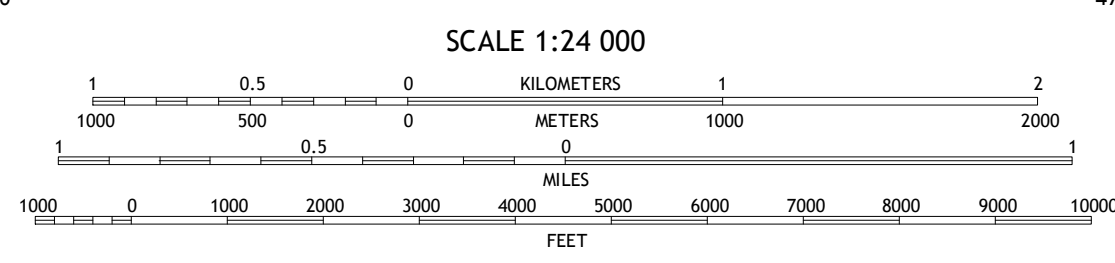 SCALE 1:24 000
1 0.5 0 KILOMETERS 1 2
1000 500 0 METERS 1000 2000
1 0.5 0 1
MILES
1000 0 1000 2000 3000 4000 5000 6000 7000 8000 9000 10000
FEET